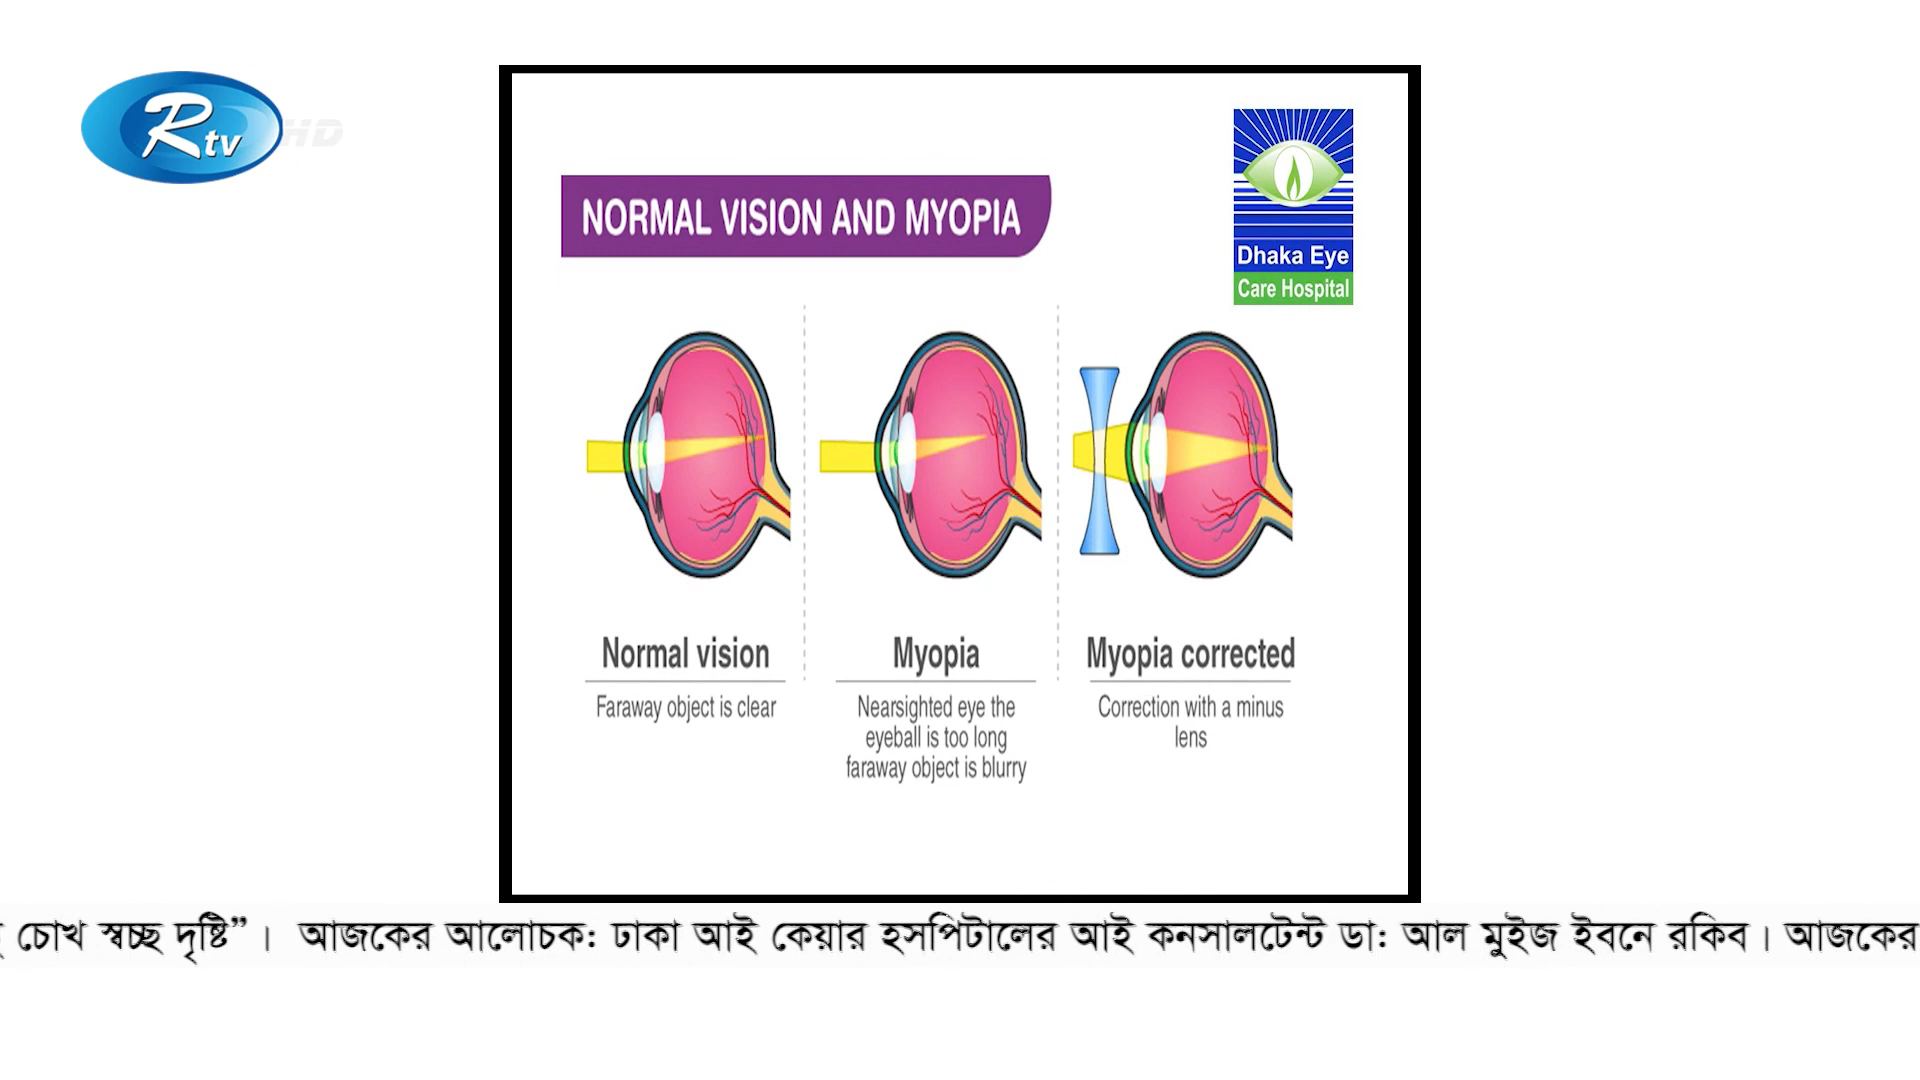 Rtv HD
NORMAL VISION AND MYOPIA
Dhaka Eye
Care Hospital
Normal vision
Faraway object is clear
Myopia
Nearsighted eye the
eyeball is too long
faraway object is blurry
Myopia corrected
Correction with a minus
lens
চোখ স্বচ্ছ দৃষ্টি” । আজকের আলোচক: ঢাকা আই কেয়ার হসপিটালের আই কনসালটেন্ট ডা: আল মুইজ ইবনে রকিব । আজকের